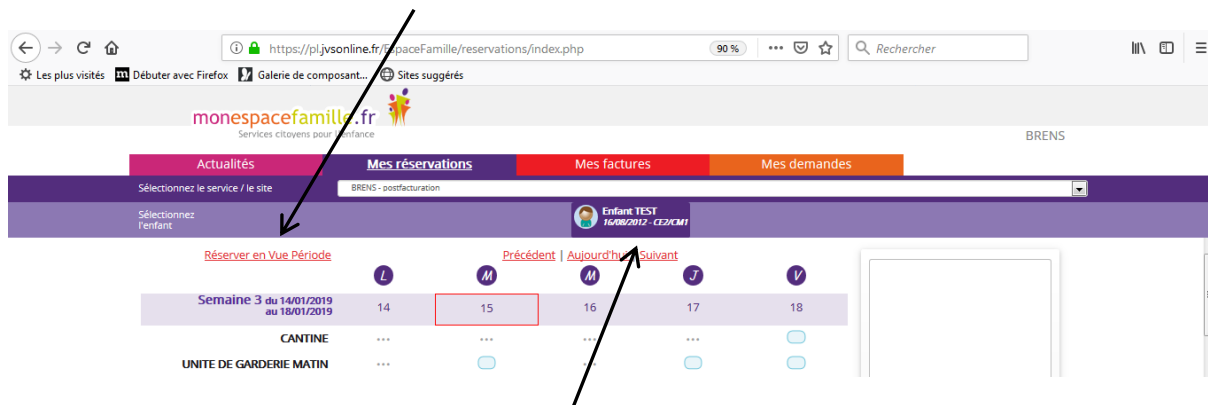 https://pl.jvsonline.fr/EspaceFamille/reservations/index.php 90 % Rechercher
Les plus visités Débuter avec Firefox Galerie de composant... Sites suggérés
monespacefamille.fr
Services citoyens pour l'enfance
BRENS
Actualités Mes réservations Mes factures Mes demandes
Sélectionnez le service / le site BRENS - postfacturation
Sélectionnez
l'enfant
Enfant TEST
16/08/2012 - CE2/CM1
Réserver en Vue Période Précédent | Aujourd'hui | Suivant
L M M J V
Semaine 3 du 14/01/2019
au 18/01/2019
14 15 16 17 18
CANTINE ... ... ... ...
UNITE DE GARDERIE MATIN ... ...